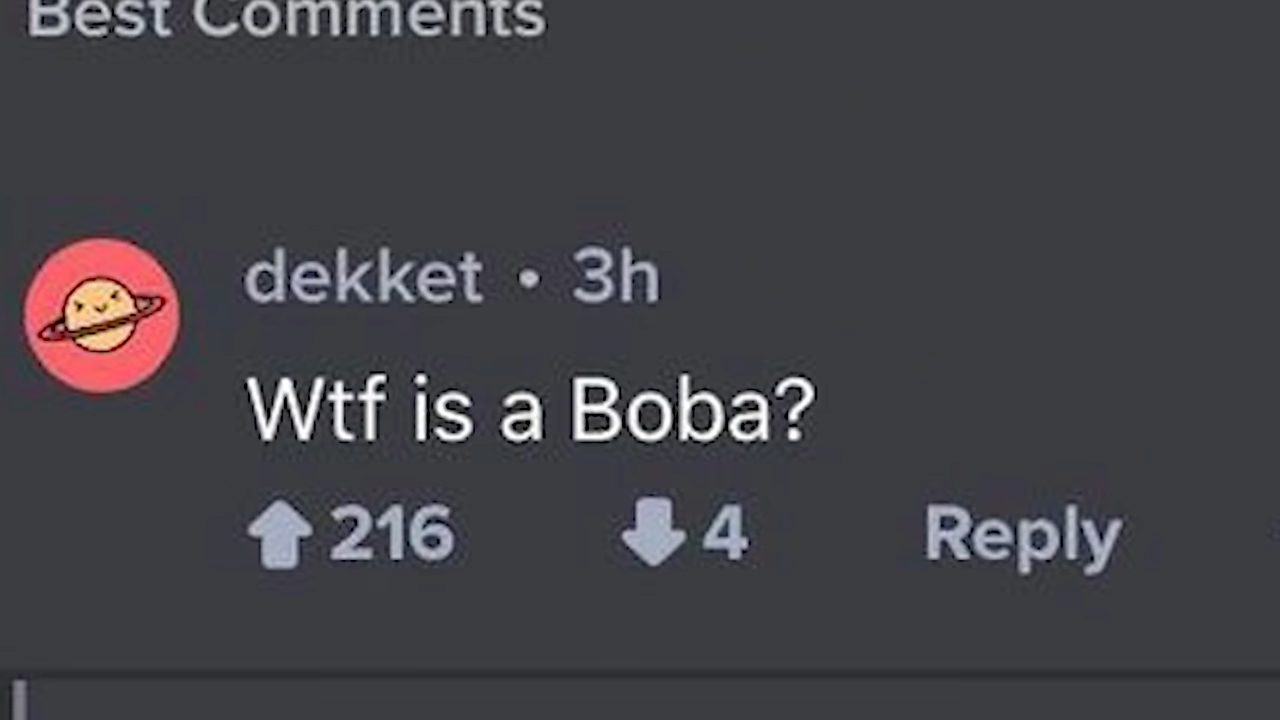 Best Comments
dekket • 3h
Wtf is a Boba?
216 4 Reply